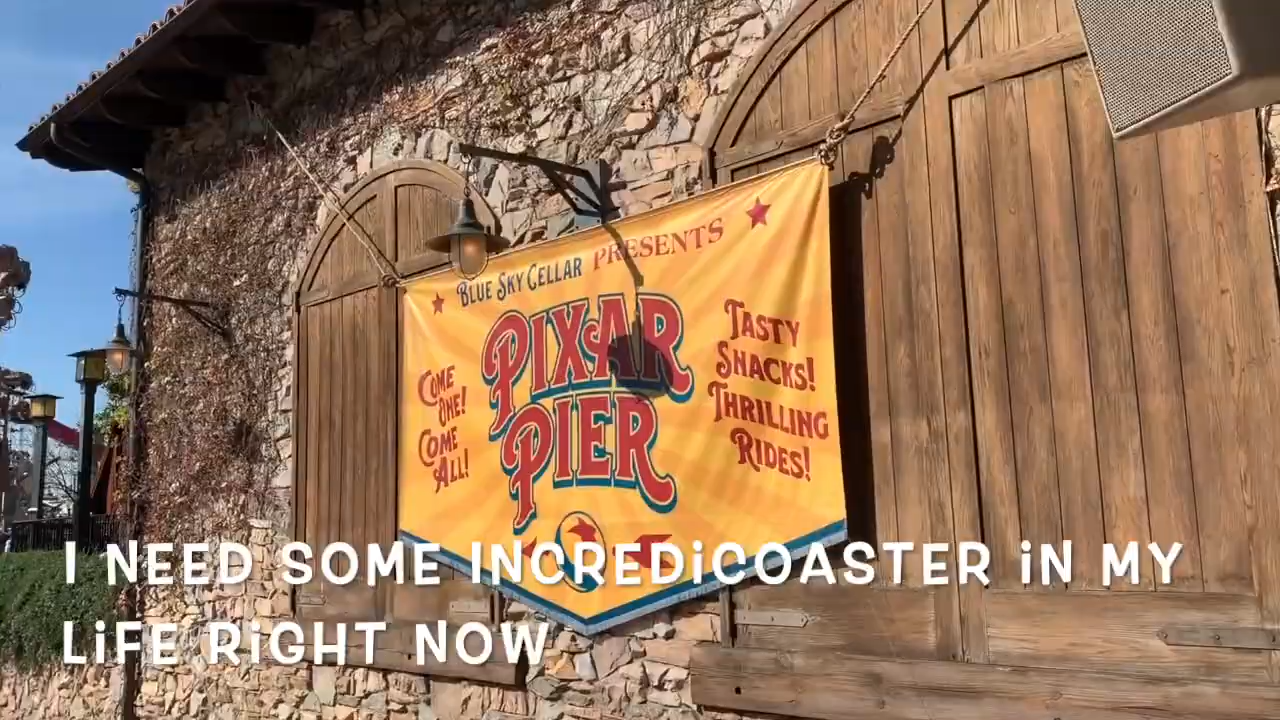 BLUE SKY CELLAR PRESENTS
PIXAR
PIER
COME
ONE!
COME
ALL!
TASTY
SNACKS!
THRILLING
RIDES!
I NEED SOME INCREDiCOASTER iN MY
LiFE RiGHT NOW